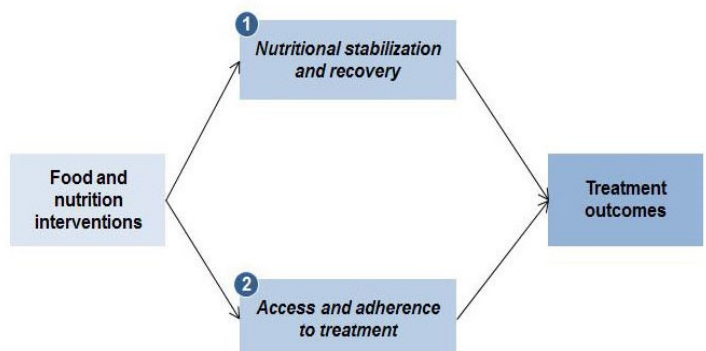 1
Nutritional stabilization
and recovery
Food and
nutrition
interventions
Treatment
outcomes
2
Access and adherence
to treatment